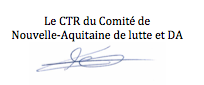 Le CTR du Comité de
Nouvelle-Aquitaine de lutte et DA